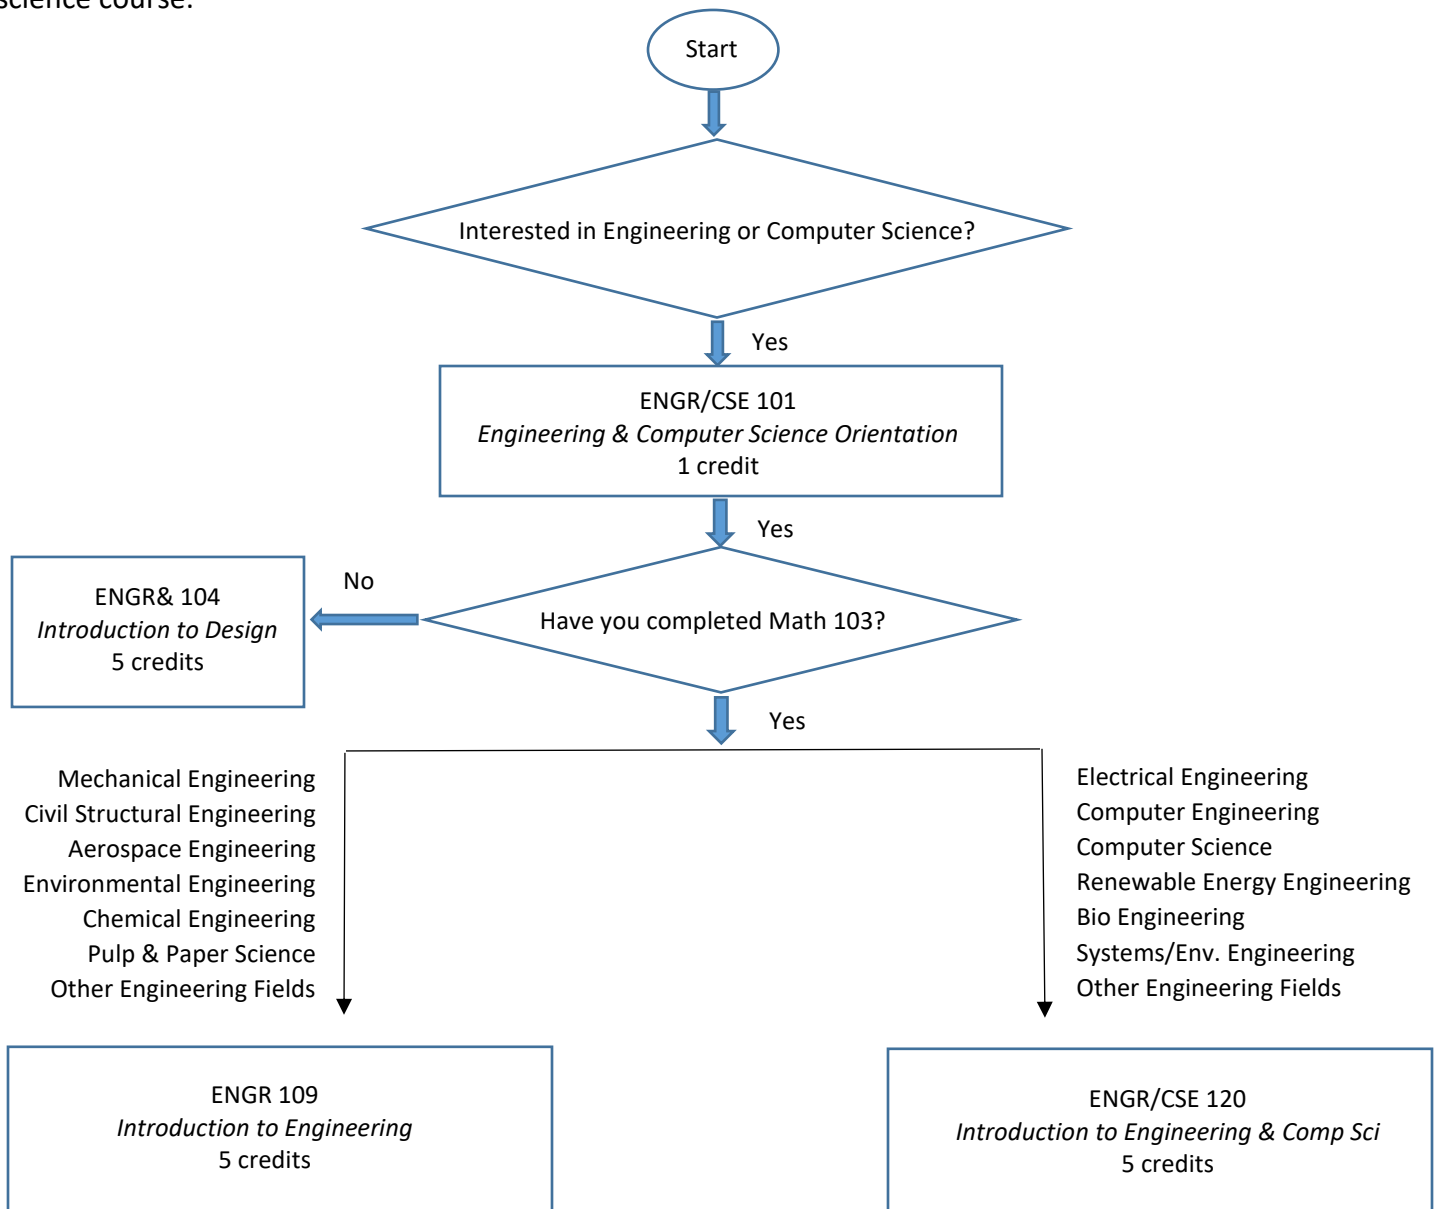 science course.
Start
Interested in Engineering or Computer Science?
Yes
ENGR/CSE 101
Engineering & Computer Science Orientation
1 credit
Yes
No
ENGR& 104
Introduction to Design
5 credits
Have you completed Math 103?
Yes
Mechanical Engineering
Civil Structural Engineering
Aerospace Engineering
Environmental Engineering
Chemical Engineering
Pulp & Paper Science
Other Engineering Fields
Electrical Engineering
Computer Engineering
Computer Science
Renewable Energy Engineering
Bio Engineering
Systems/Env. Engineering
Other Engineering Fields
ENGR 109
Introduction to Engineering
5 credits
ENGR/CSE 120
Introduction to Engineering & Comp Sci
5 credits